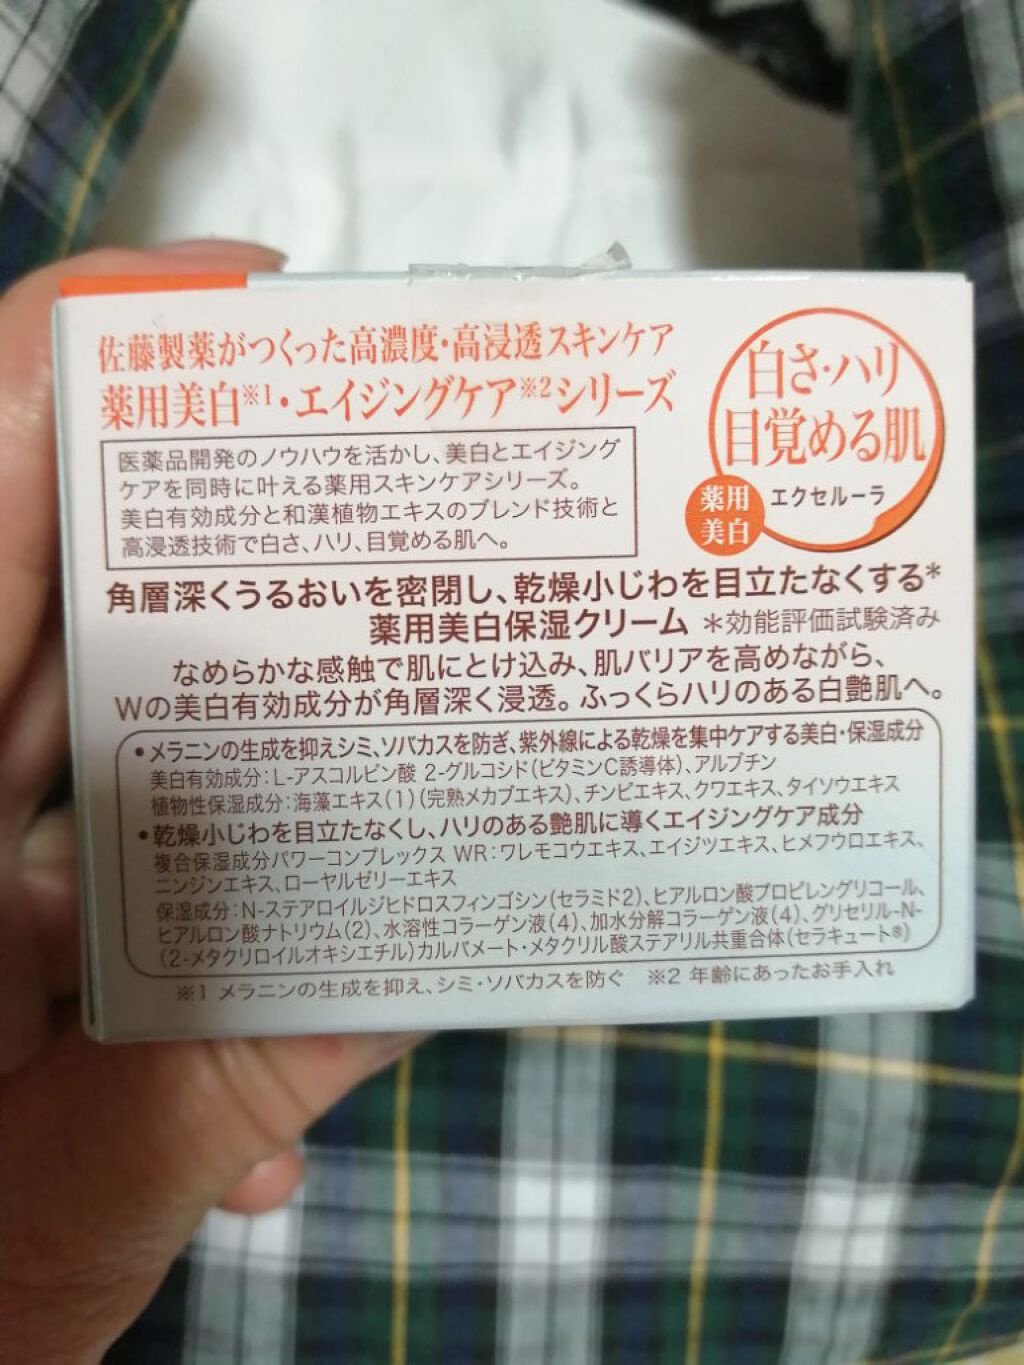 佐藤製薬がつくった高濃度・高浸透スキンケア
薬用美白※1・エイジングケア※2シリーズ
医薬品開発のノウハウを活かし、美白とエイジング
ケアを同時に叶える薬用スキンケアシリーズ。
美白有効成分と和漢植物エキスのブレンド技術と
高浸透技術で白さ、ハリ、目覚める肌へ。
白さ・ハリ
目覚める肌
薬用
美白
エクセルーラ
角層深くうるおいを密閉し、乾燥小じわを目立たなくする*
薬用美白保湿クリーム *効能評価試験済み
なめらかな感触で肌にとけ込み、肌バリアを高めながら、
Wの美白有効成分が角層深く浸透。ふっくらハリのある白艶肌へ。
•メラニンの生成を抑えシミ、ソバカスを防ぎ、紫外線による乾燥を集中ケアする美白・保湿成分
美白有効成分：L-アスコルビン酸 2-グルコシド(ビタミンC誘導体)、アルブチン
植物性保湿成分：海藻エキス(1)(完熟メカブエキス)、チンピエキス、クワエキス、タイソウエキス
•乾燥小じわを目立たなくし、ハリのある艶肌に導くエイジングケア成分
複合保湿成分パワーコンプレックス WR：ワレモコウエキス、エイジツエキス、ヒメフウロエキス、
ニンジンエキス、ローヤルゼリーエキス
保湿成分：N-ステアロイルジヒドロスフィンゴシン(セラミド2)、ヒアルロン酸プロピレングリコール、
ヒアルロン酸ナトリウム(2)、水溶性コラーゲン液(4)、加水分解コラーゲン液(4)、グリセリル-N-
(2-メタクリロイルオキシエチル)カルバメート・メタクリル酸ステアリル共重合体(セラキュート®)
※1 メラニンの生成を抑え、シミ・ソバカスを防ぐ ※2 年齢にあったお手入れ